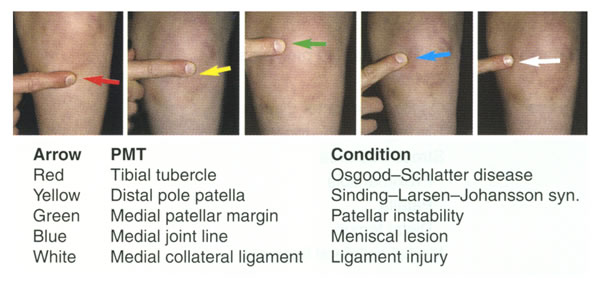 Arrow PMT Condition
Red Tibial tubercle Osgood–Schlatter disease
Yellow Distal pole patella Sinding–Larsen–Johansson syn.
Green Medial patellar margin Patellar instability
Blue Medial joint line Meniscal lesion
White Medial collateral ligament Ligament injury